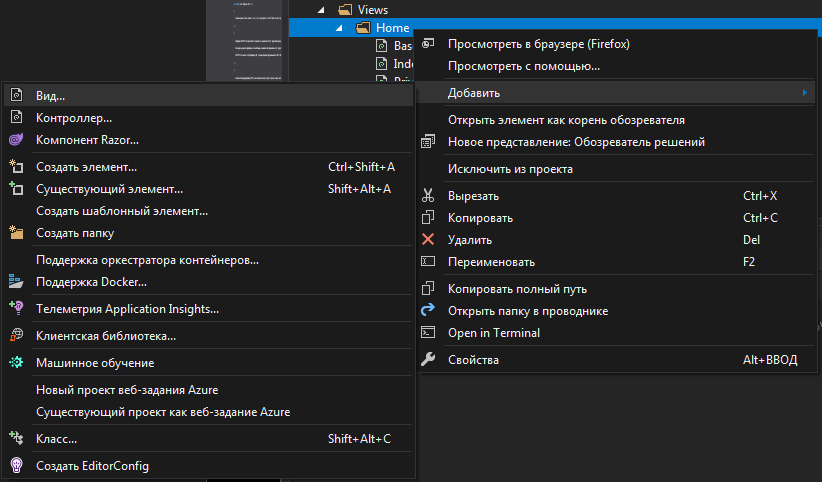 Views
Home
Bas
Inde
Просмотреть в браузере (Firefox)
Просмотреть с помощью...
Добавить
Открыть элемент как корень обозревателя
Новое представление: Обозреватель решений
Исключить из проекта
Вырезать Ctrl+X
Копировать Ctrl+C
Удалить Del
Переименовать F2
Копировать полный путь
Открыть папку в проводнике
Open in Terminal
Свойства Alt+ВВОД
Вид...
Контроллер...
Компонент Razor...
Создать элемент... Ctrl+Shift+A
Существующий элемент... Shift+Alt+A
Создать шаблонный элемент...
Создать папку
Поддержка оркестратора контейнеров...
Поддержка Docker...
Телеметрия Application Insights...
Клиентская библиотека...
Машинное обучение
Новый проект веб-задания Azure
Существующий проект как веб-задание Azure
Класс... Shift+Alt+C
Создать EditorConfig